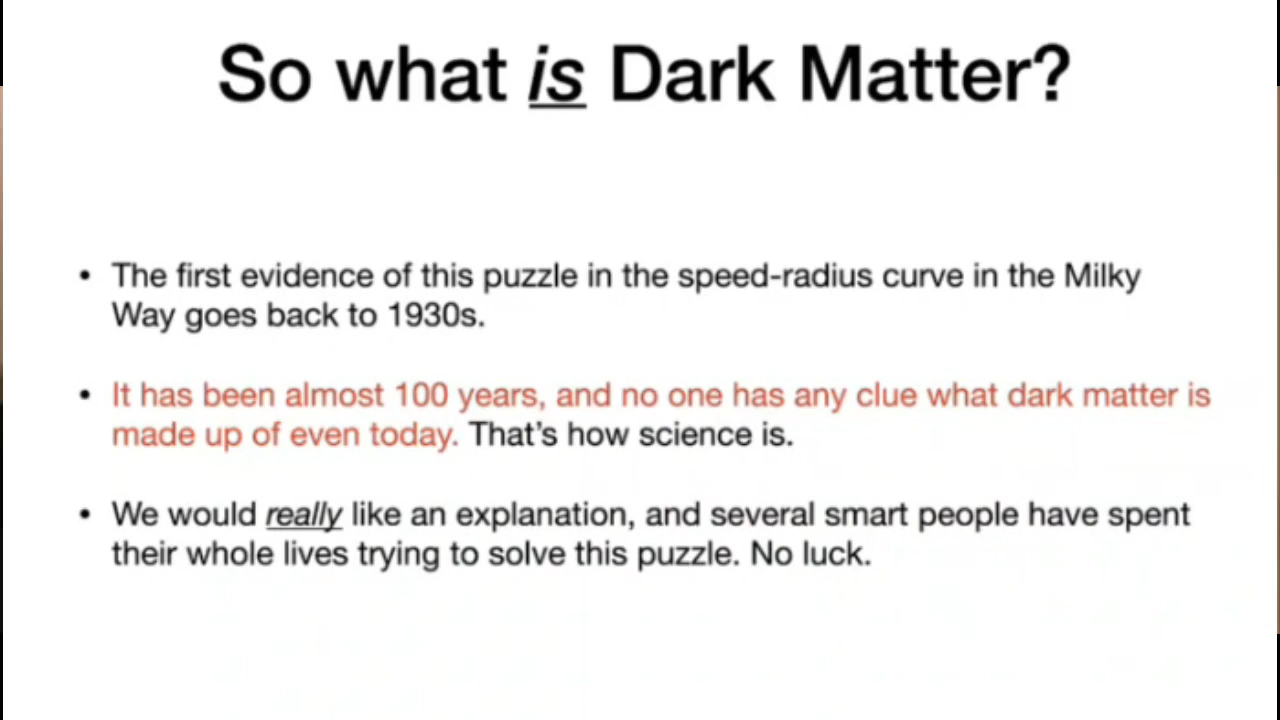 So what is Dark Matter?
• The first evidence of this puzzle in the speed-radius curve in the Milky
Way goes back to 1930s.
• It has been almost 100 years, and no one has any clue what dark matter is
made up of even today. That's how science is.
• We would really like an explanation, and several smart people have spent
their whole lives trying to solve this puzzle. No luck.